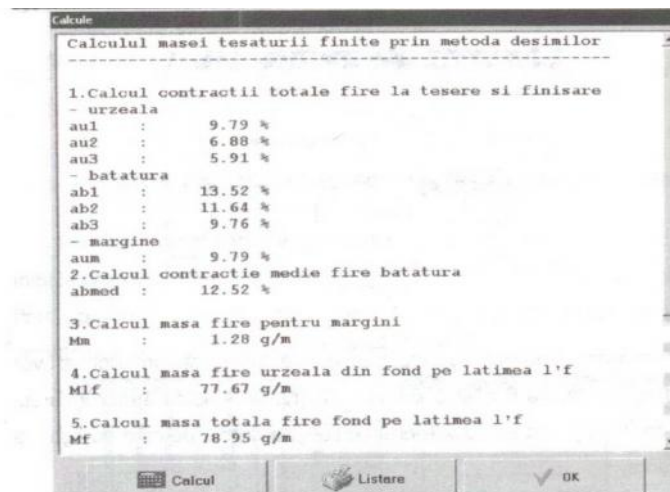 Calcule
Calculul masei tesaturii finite prin metoda desimilor
------------------------------------------------------
1.Calcul contractii totale fire la tesere si finisare
- urzeala
au1 : 9.79 %
au2 : 6.88 %
au3 : 5.91 %
- batatura
ab1 : 13.52 %
ab2 : 11.64 %
ab3 : 9.76 %
- margine
aum : 9.79 %
2.Calcul contractie medie fire batatura
abmed : 12.52 %
3.Calcul masa fire pentru margini
Mm : 1.28 g/m
4.Calcul masa fire urzeala din fond pe latimea l'f
Mlf : 77.67 g/m
5.Calcul masa totala fire fond pe latimea l'f
Mf : 78.95 g/m
Calcul Listare OK